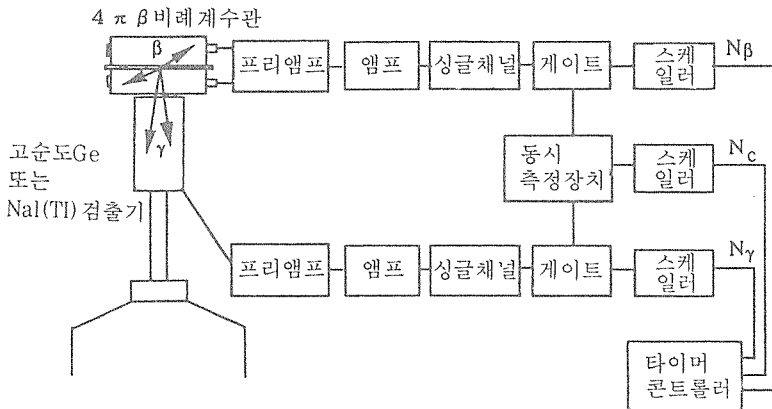 4 π β비례계수관
β
γ
고순도Ge
또는
NaI(TI)검출기
프리앰프
앰프
싱글채널
게이트
스케
일러
Nβ
동시
측정장치
스케
일러
Nc
프리앰프
앰프
싱글채널
게이트
스케
일러
Nγ
타이머
콘트롤러